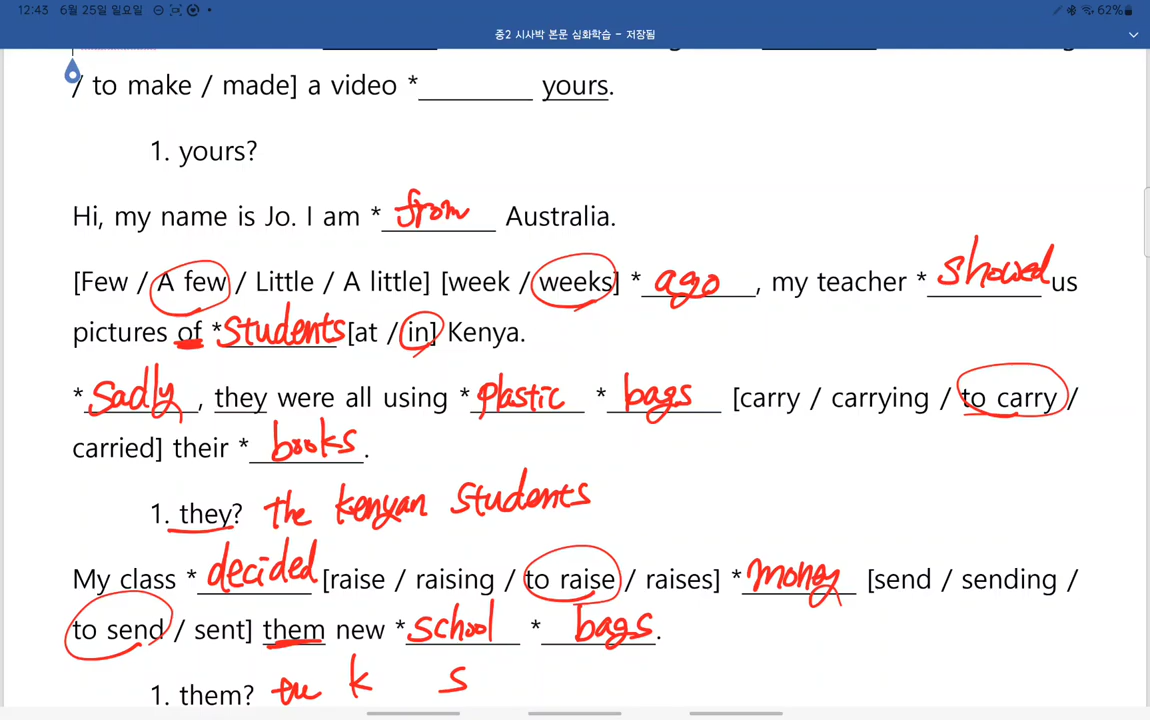 12:43 6월 25일 일요일 62%
중2 시사박 본문 심화학습 – 저장됨
/ to make / made] a video *________ yours.
1. yours?
Hi, my name is Jo. I am * from Australia.
[Few / A few / Little / A little] [week / weeks] * ago, my teacher * showed us
pictures of * students [at / in] Kenya.
* Sadly, they were all using * plastic * bags [carry / carrying / to carry /
carried] their * books.
1. they? the Kenyan students
My class * decided [raise / raising / to raise / raises] * money [send / sending /
to send / sent] them new * school * bags.
1. them? the k s